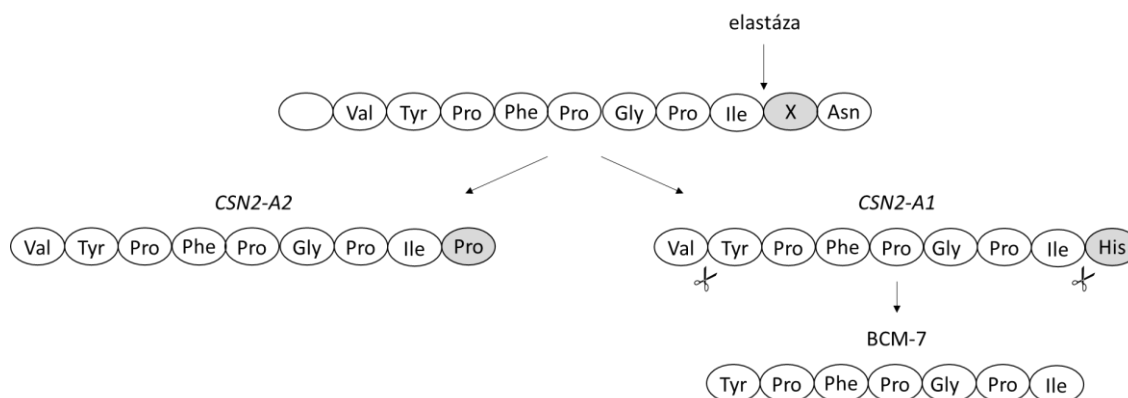 elastáza
Val Tyr Pro Phe Pro Gly Pro Ile X Asn
CSN2-A2
Val Tyr Pro Phe Pro Gly Pro Ile Pro
CSN2-A1
Val Tyr Pro Phe Pro Gly Pro Ile His
BCM-7
Tyr Pro Phe Pro Gly Pro Ile